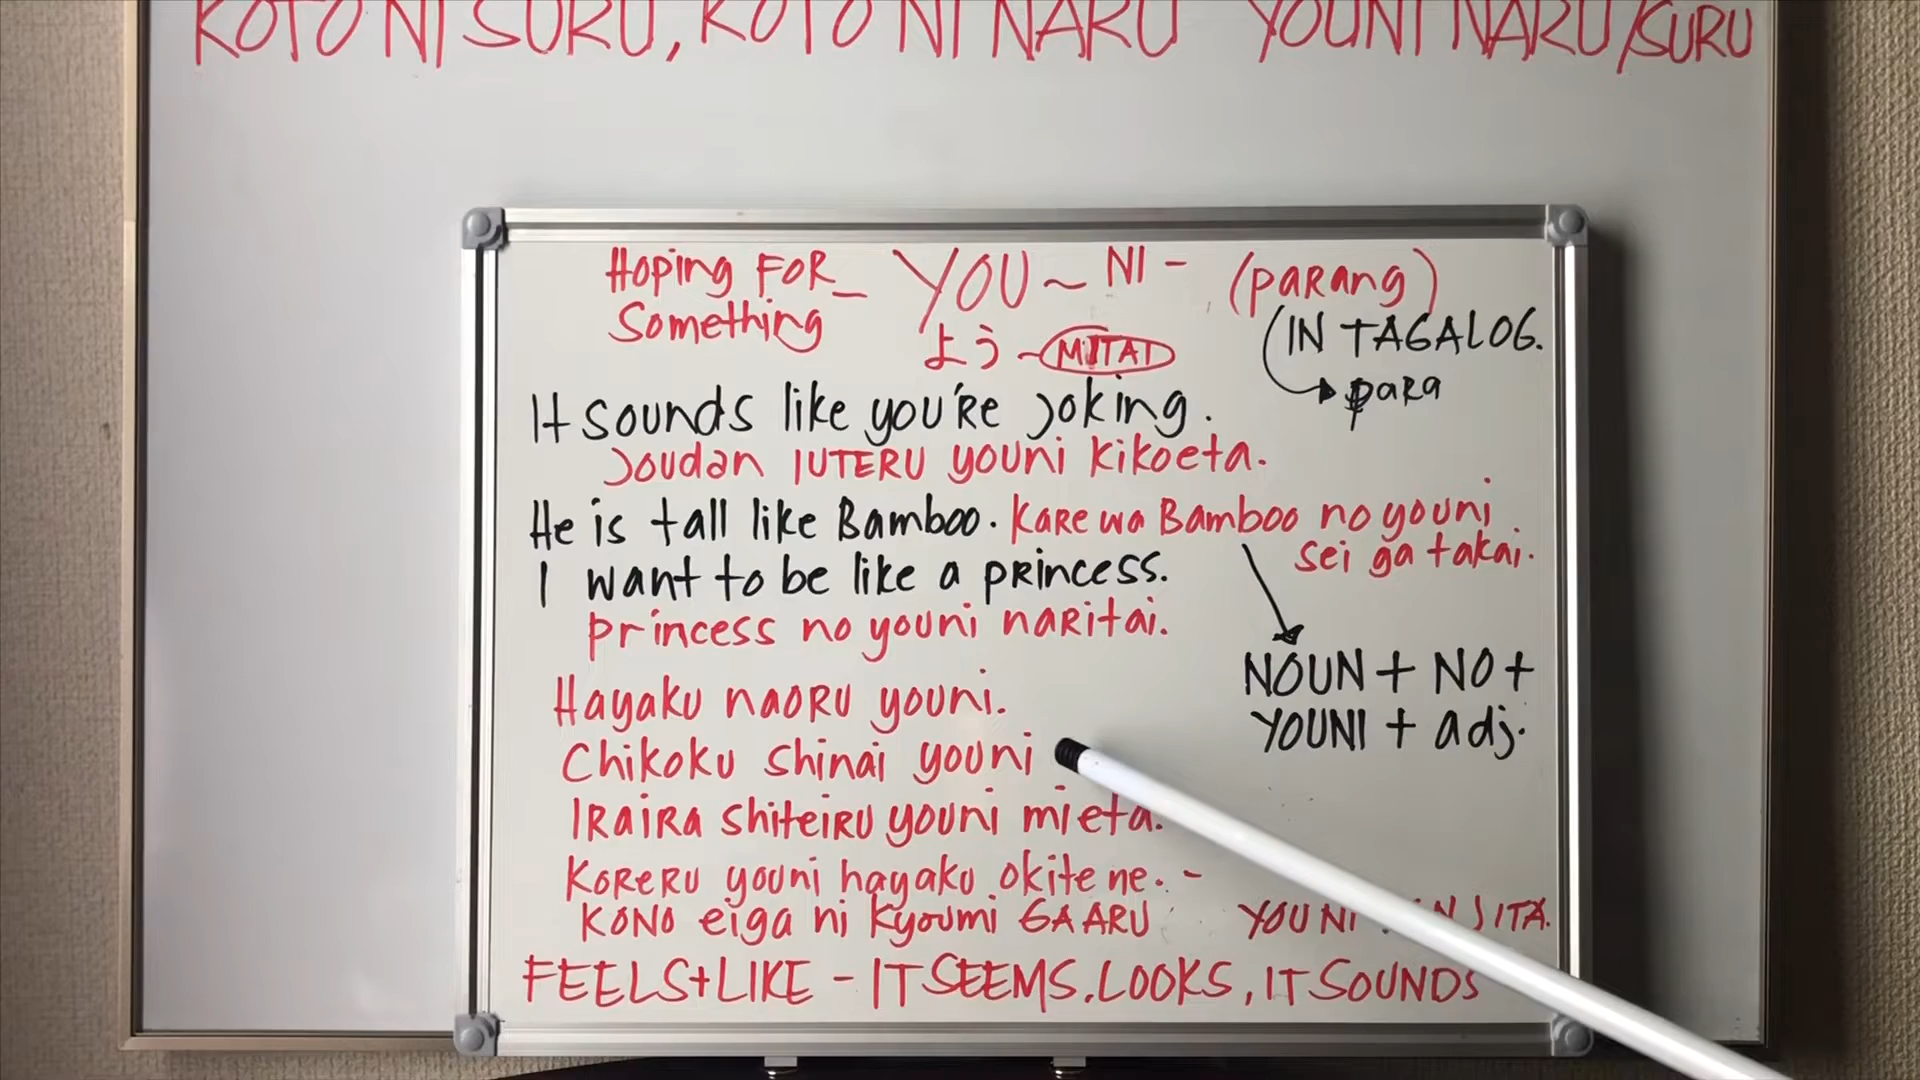 KOTO NI SURU, KOTO NI NARU YOUNI NARU/SURU
Hoping FOR_ YOU ~ NI - (PARANG)
Something よう ~ MITAI (IN TAGALOG.
para
It sounds like you're joking.
Joudan IUTERU youni kikoeta.
He is tall like Bamboo. Kare wa Bamboo no youni
sei ga takai.
I want to be like a princess.
princess no youni naritai.
Hayaku naoru youni.
NOUN + NO +
YOUNI + adj.
Chikoku shinai youni
IRAIRA shiteiru youni mieta.
Koreru youni hayaku okite ne. -
KONO eiga ni kyoumi GA ARU YOUNI
FEELS+LIKE - IT SEEMS, LOOKS, IT SOUNDS